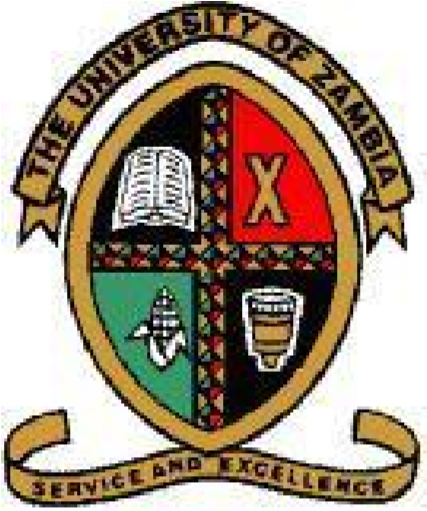 THE UNIVERSITY OF ZAMBIA
SERVICE AND EXCELLENCE